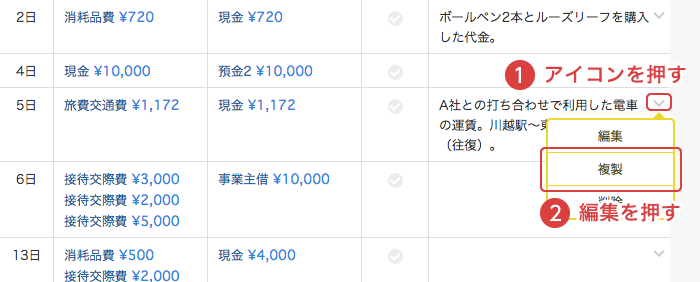 2日 消耗品費 ¥720 現金 ¥720 ボールペン2本とルーズリーフを購入
した代金。
4日 現金 ¥10,000 預金2 ¥10,000
1 アイコンを押す
5日 旅費交通費 ¥1,172 現金 ¥1,172 A社との打ち合わせで利用した電車
の運賃。川越駅〜
（往復）。
編集
複製
削除
2 編集を押す
6日 接待交際費 ¥3,000 事業主借 ¥10,000
接待交際費 ¥2,000
接待交際費 ¥5,000
13日 消耗品費 ¥500 現金 ¥4,000
接待交際費 ¥2,000